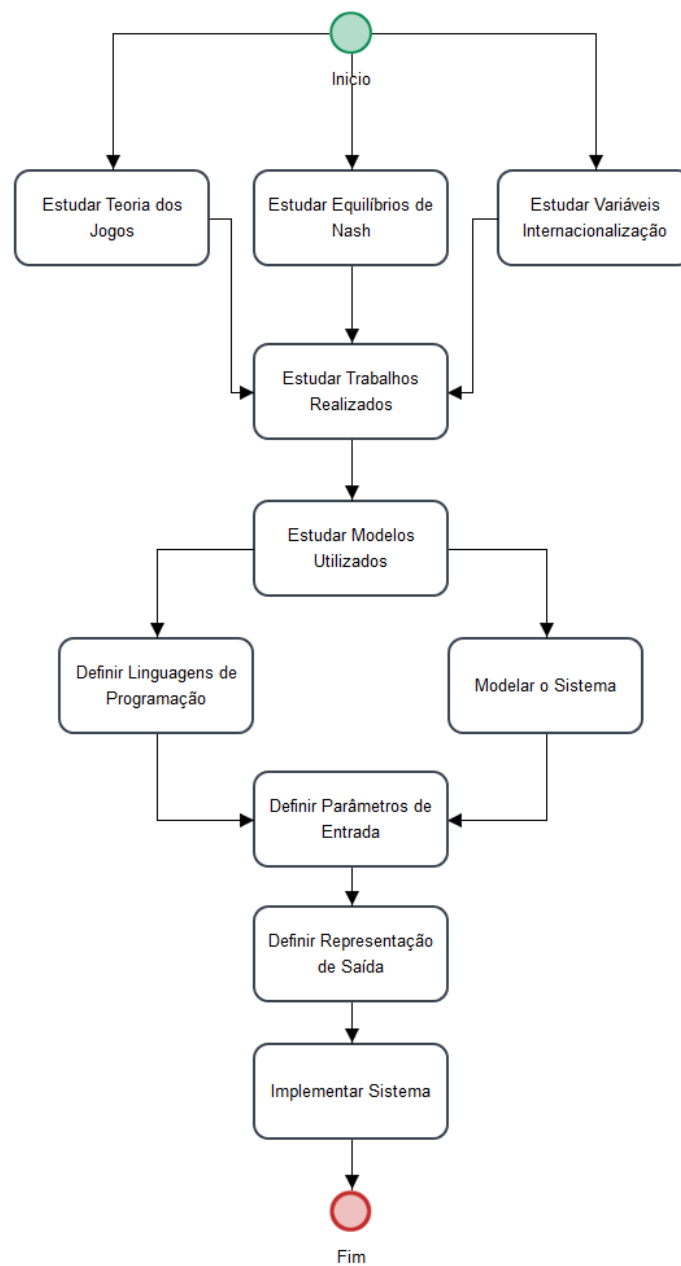 Inicio
Estudar Teoria dos
Jogos
Estudar Equilíbrios de
Nash
Estudar Variáveis
Internacionalização
Estudar Trabalhos
Realizados
Estudar Modelos
Utilizados
Definir Linguagens de
Programação
Modelar o Sistema
Definir Parâmetros de
Entrada
Definir Representação
de Saída
Implementar Sistema
Fim